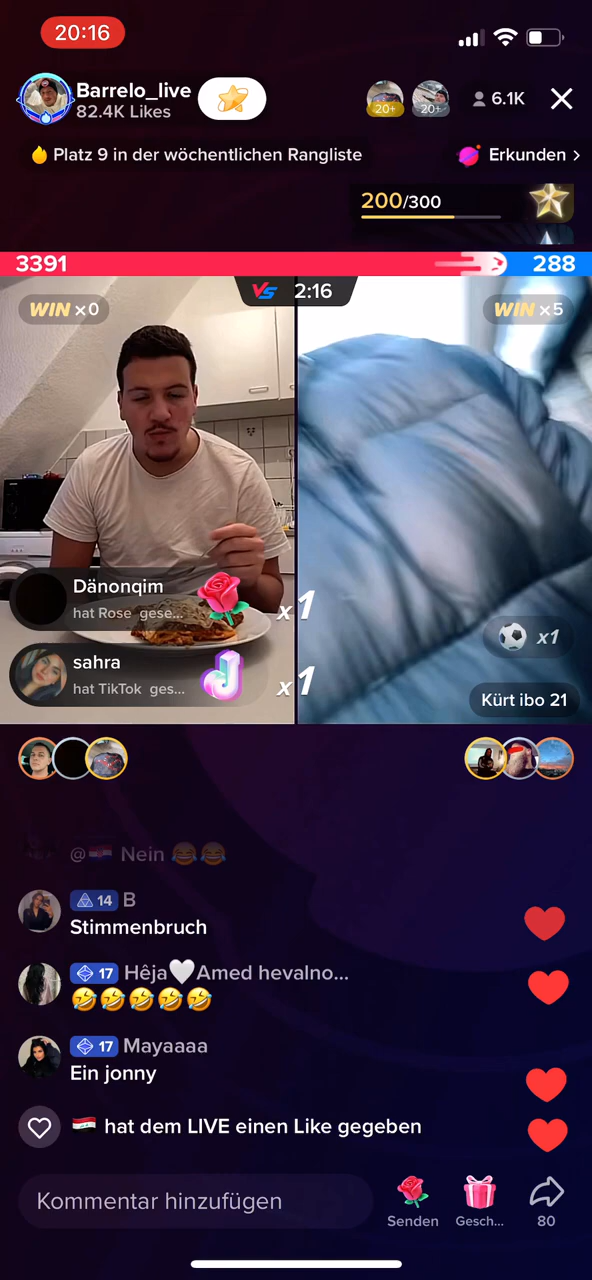 20:16
Barrelo_live
82.4K Likes
20+
20+
6.1K
Platz 9 in der wöchentlichen Rangliste
Erkunden >
200/300
3391
288
WIN x0
VS 2:16
WIN x5
Dänonqim
hat Rose gese...
x1
sahra
hat TikTok ges...
x1
x1
Kürt ibo 21
@🇭🇷 Nein 😂😂
14 B
Stimmenbruch
17 Hêja🤍Amed hevalno...
🤣🤣🤣🤣🤣
17 Mayaaaa
Ein jonny
🇸🇾 hat dem LIVE einen Like gegeben
Kommentar hinzufügen
Senden
Gesch...
80